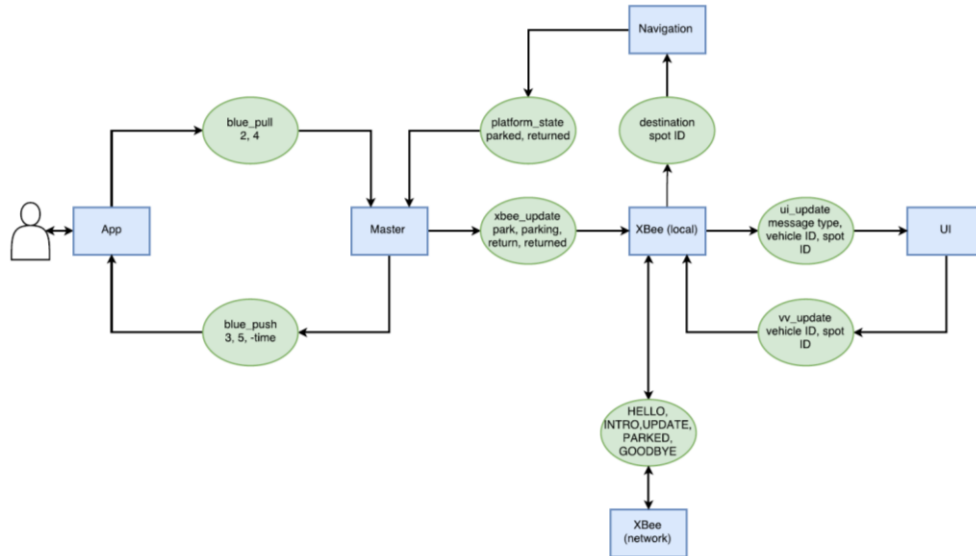 Navigation
blue_pull
2, 4
platform_state
parked, returned
destination
spot ID
App
Master
xbee_update
park, parking,
return, returned
XBee (local)
ui_update
message type,
vehicle ID, spot
ID
UI
blue_push
3, 5, -time
vv_update
vehicle ID, spot
ID
HELLO,
INTRO,UPDATE,
PARKED,
GOODBYE
XBee
(network)